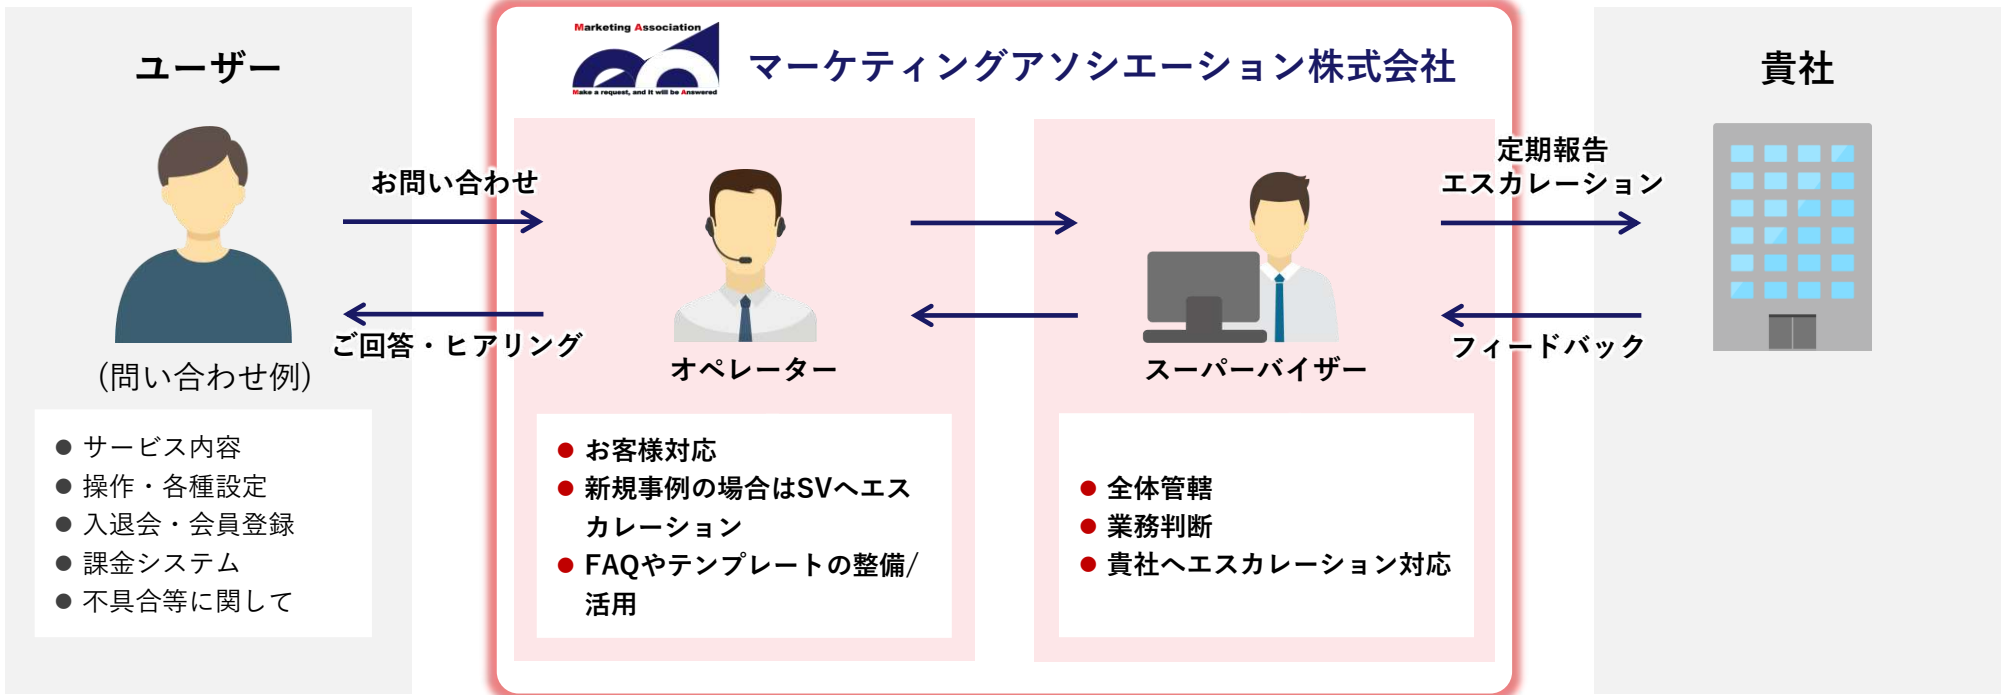 ユーザー
お問い合わせ
ご回答・ヒアリング
(問い合わせ例)
● サービス内容
● 操作・各種設定
● 入退会・会員登録
● 課金システム
● 不具合等に関して
Marketing Association
Make a request, and It will be Answered
マーケティングアソシエーション株式会社
オペレーター
● お客様対応
● 新規事例の場合はSVへエス
カレーション
● FAQやテンプレートの整備/
活用
スーパーバイザー
● 全体管轄
● 業務判断
● 貴社へエスカレーション対応
定期報告
エスカレーション
フィードバック
貴社